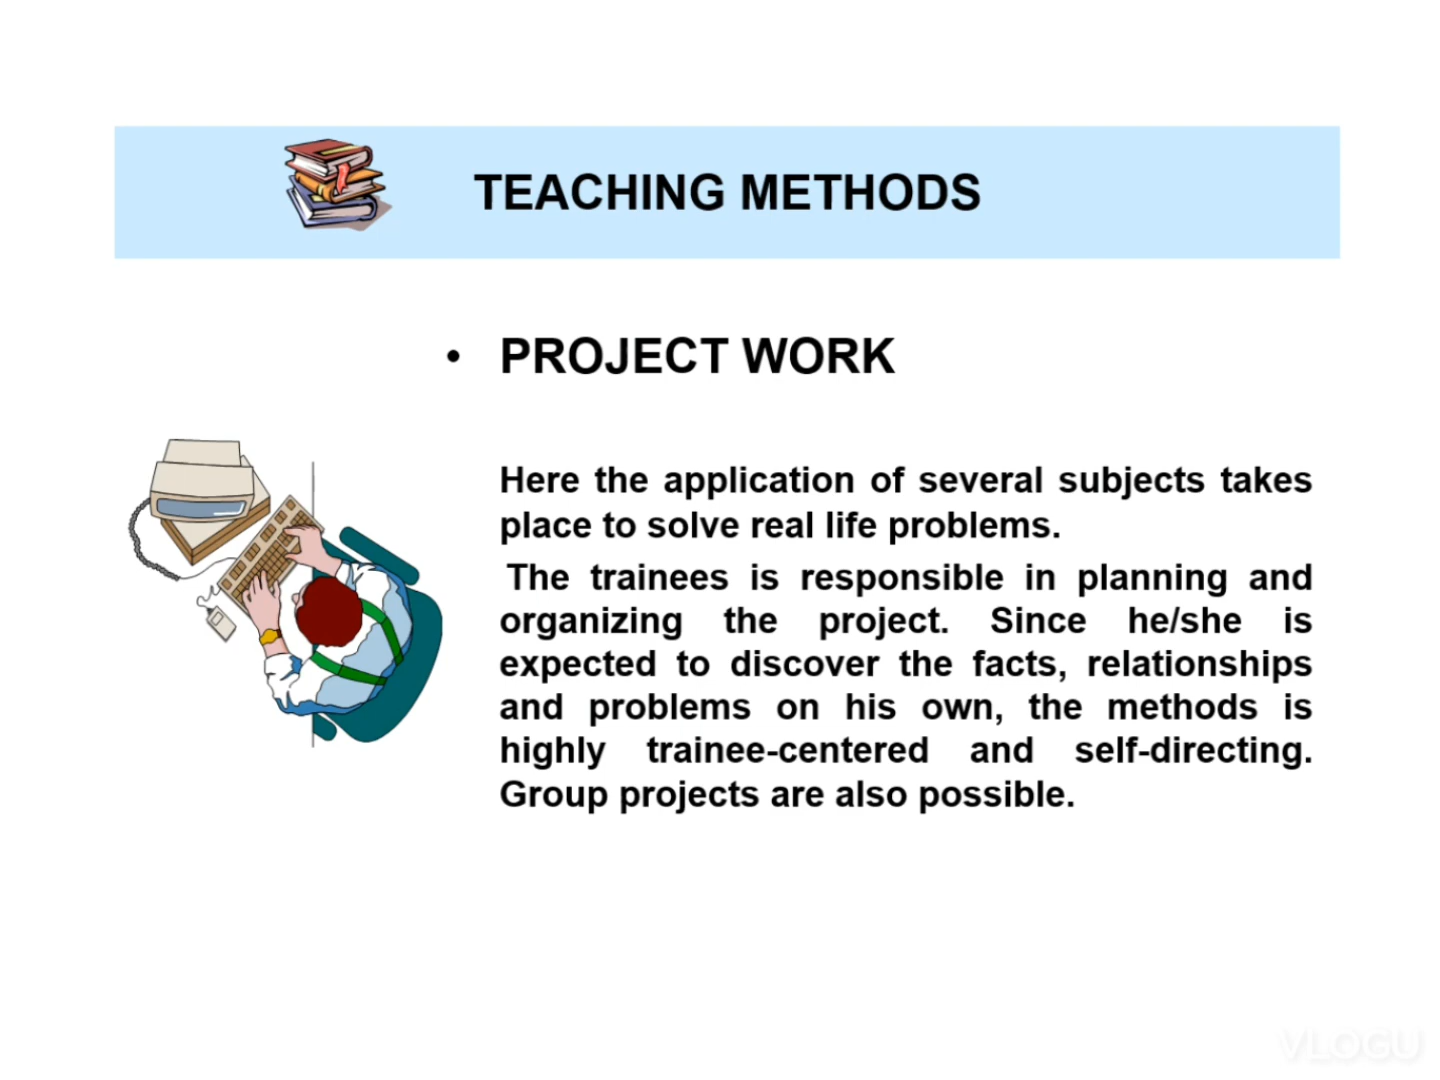 TEACHING METHODS
• PROJECT WORK
Here the application of several subjects takes
place to solve real life problems.
The trainees is responsible in planning and
organizing the project. Since he/she is
expected to discover the facts, relationships
and problems on his own, the methods is
highly trainee-centered and self-directing.
Group projects are also possible.
VLOGU